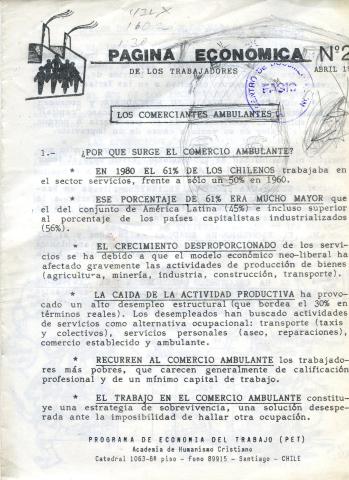 PAGINA ECONOMICA Nº2
DE LOS TRABAJADORES ABRIL
LOS COMERCIANTES AMBULANTES
1.- ¿POR QUE SURGE EL COMERCIO AMBULANTE?
* EN 1980 EL 61% DE LOS CHILENOS trabajaba en
el sector servicios, frente a sólo un 50% en 1960.
* ESE PORCENTAJE DE 61% ERA MUCHO MAYOR que
el del conjunto de América Latina (45%) e incluso superior
al porcentaje de los países capitalistas industrializados
(56%).
* EL CRECIMIENTO DESPROPORCIONADO de los servi-
cios se ha debido a que el modelo económico neo-liberal ha
afectado gravemente las actividades de producción de bienes
(agricultura, minería, industria, construcción, transporte).
* LA CAIDA DE LA ACTIVIDAD PRODUCTIVA ha provo-
cado un alto desempleo estructural (que bordea el 30% en
términos reales). Los desempleados han buscado actividades
de servicios como alternativa ocupacional: transporte (taxis
y colectivos), servicios personales (aseo, reparaciones),
comercio establecido y ambulante.
* RECURREN AL COMERCIO AMBULANTE los trabajado-
res más pobres, que carecen generalmente de calificación
profesional y de un mínimo capital de trabajo.
* EL TRABAJO EN EL COMERCIO AMBULANTE constitu-
ye una estrategia de sobrevivencia, una solución desespe-
rada ante la imposibilidad de hallar otra ocupación.
PROGRAMA DE ECONOMIA DEL TRABAJO (PET)
Academia de Humanismo Cristiano
Catedral 1063-6º piso - Fono 89915 - Santiago - CHILE